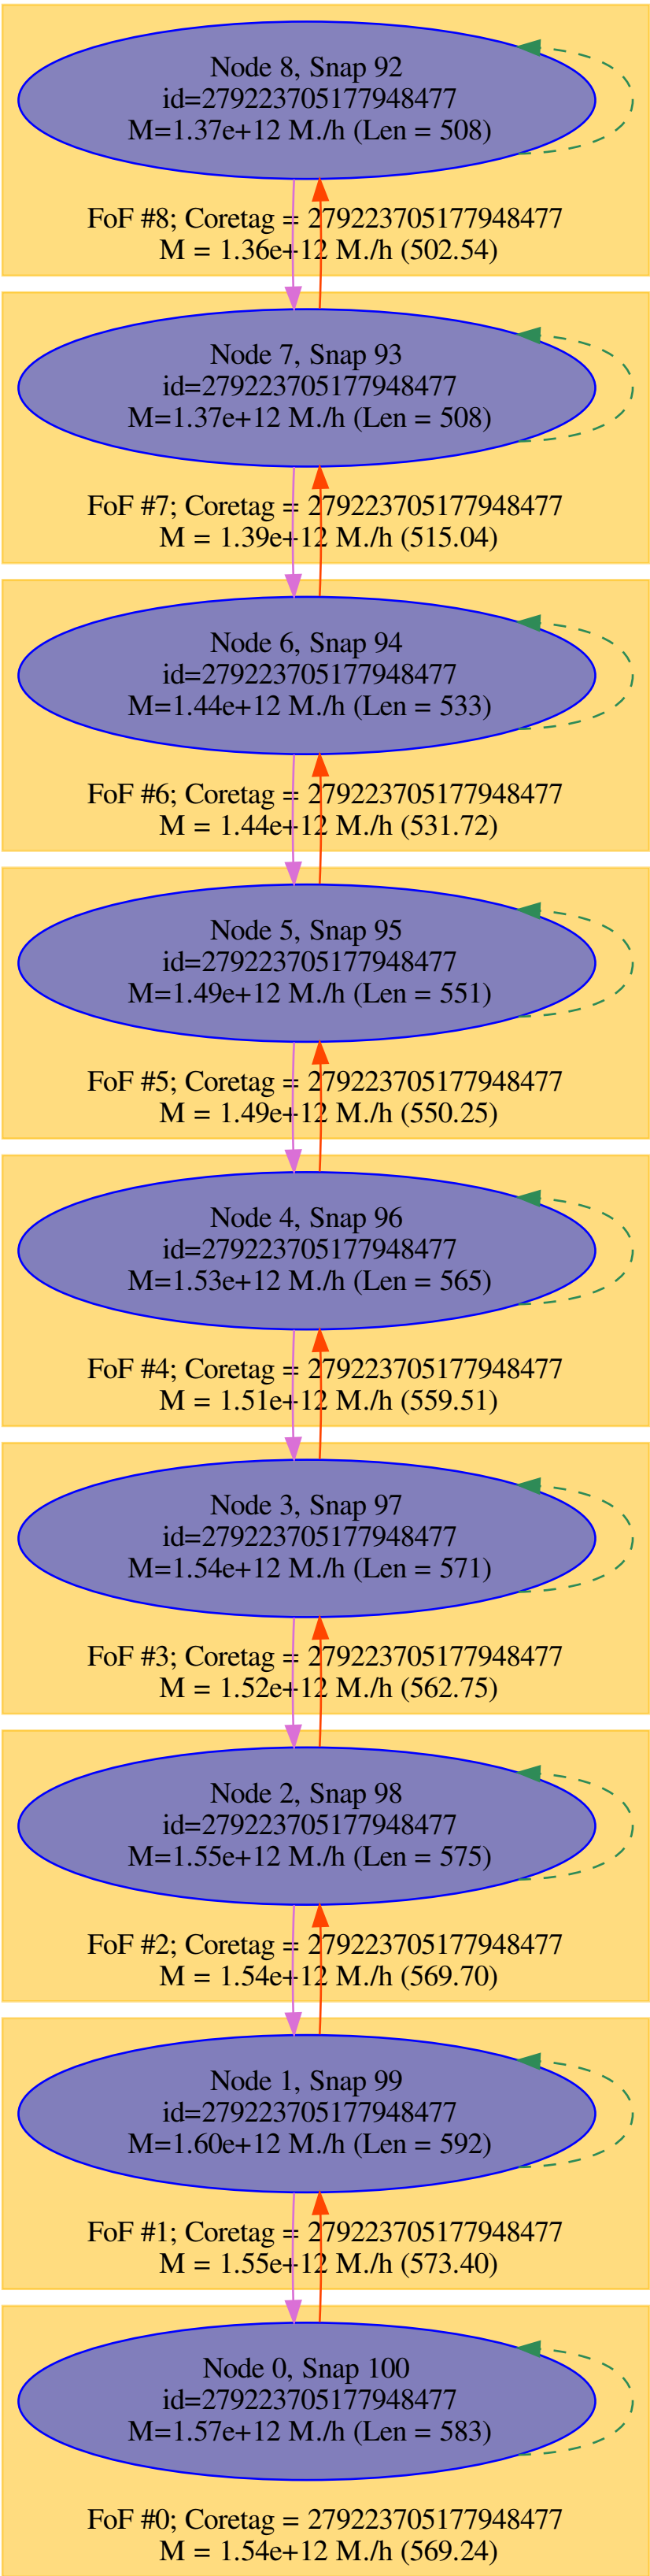 Node 8, Snap 92
id=279223705177948477
M=1.37e+12 M./h (Len = 508)
FoF #8; Coretag = 279223705177948477
M = 1.36e+12 M./h (502.54)
Node 7, Snap 93
id=279223705177948477
M=1.37e+12 M./h (Len = 508)
FoF #7; Coretag = 279223705177948477
M = 1.39e+12 M./h (515.04)
Node 6, Snap 94
id=279223705177948477
M=1.44e+12 M./h (Len = 533)
FoF #6; Coretag = 279223705177948477
M = 1.44e+12 M./h (531.72)
Node 5, Snap 95
id=279223705177948477
M=1.49e+12 M./h (Len = 551)
FoF #5; Coretag = 279223705177948477
M = 1.49e+12 M./h (550.25)
Node 4, Snap 96
id=279223705177948477
M=1.53e+12 M./h (Len = 565)
FoF #4; Coretag = 279223705177948477
M = 1.51e+12 M./h (559.51)
Node 3, Snap 97
id=279223705177948477
M=1.54e+12 M./h (Len = 571)
FoF #3; Coretag = 279223705177948477
M = 1.52e+12 M./h (562.75)
Node 2, Snap 98
id=279223705177948477
M=1.55e+12 M./h (Len = 575)
FoF #2; Coretag = 279223705177948477
M = 1.54e+12 M./h (569.70)
Node 1, Snap 99
id=279223705177948477
M=1.60e+12 M./h (Len = 592)
FoF #1; Coretag = 279223705177948477
M = 1.55e+12 M./h (573.40)
Node 0, Snap 100
id=279223705177948477
M=1.57e+12 M./h (Len = 583)
FoF #0; Coretag = 279223705177948477
M = 1.54e+12 M./h (569.24)